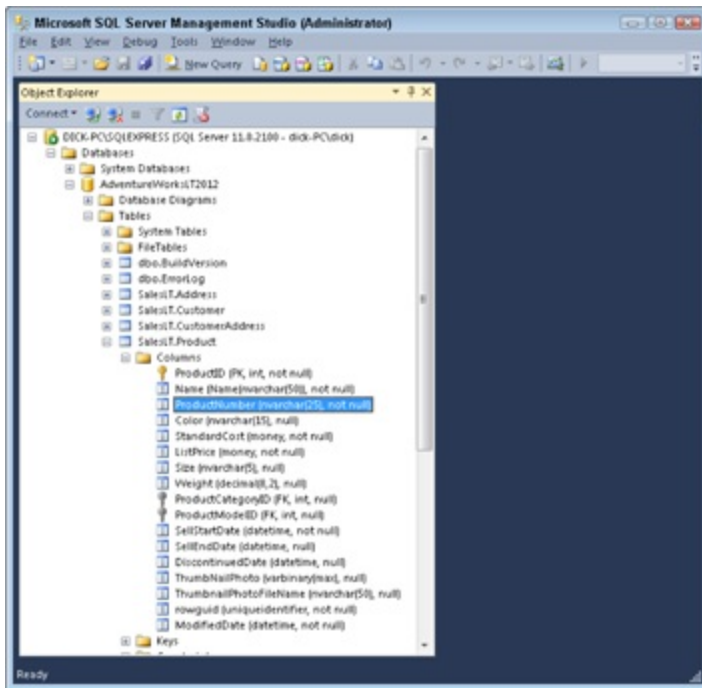 Microsoft SQL Server Management Studio (Administrator)
File Edit View Debug Tools Window Help
New Query
Object Explorer
Connect
DICK-PC\SQLEXPRESS (SQL Server 11.0.2100 - dick-PC\dick)
Databases
System Databases
AdventureWorksLT2012
Database Diagrams
Tables
System Tables
FileTables
dbo.BuildVersion
dbo.ErrorLog
SalesLT.Address
SalesLT.Customer
SalesLT.CustomerAddress
SalesLT.Product
Columns
ProductID (PK, int, not null)
Name (Name(nvarchar(50)), not null)
ProductNumber (nvarchar(25), not null)
Color (nvarchar(15), null)
StandardCost (money, not null)
ListPrice (money, not null)
Size (nvarchar(5), null)
Weight (decimal(8,2), null)
ProductCategoryID (FK, int, null)
ProductModelID (FK, int, null)
SellStartDate (datetime, not null)
SellEndDate (datetime, null)
DiscontinuedDate (datetime, null)
ThumbNailPhoto (varbinary(max), null)
ThumbnailPhotoFileName (nvarchar(50), null)
rowguid (uniqueidentifier, not null)
ModifiedDate (datetime, not null)
Keys
Ready